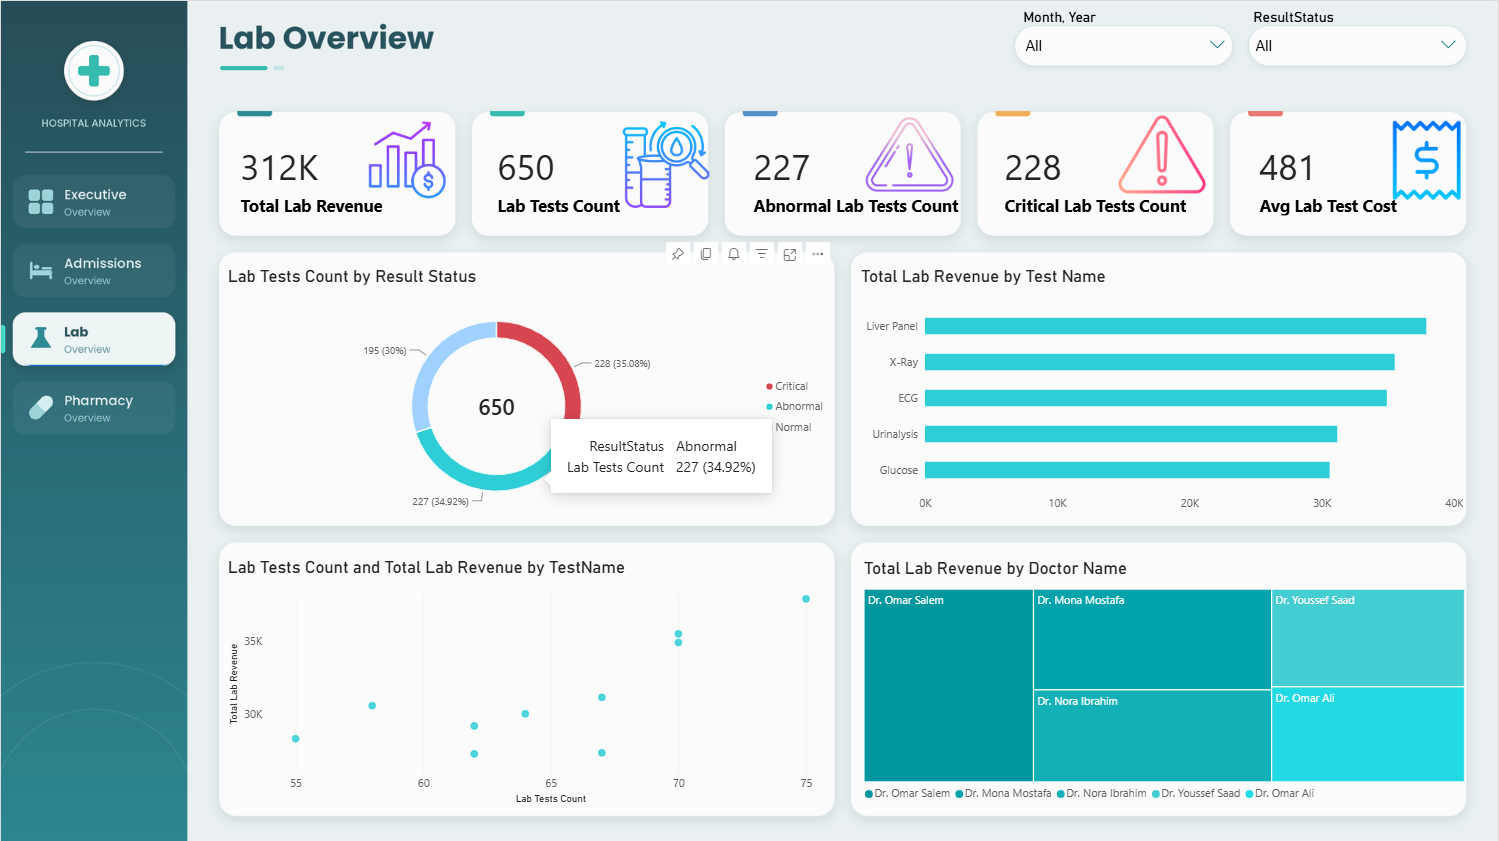 HOSPITAL ANALYTICS
Executive
Overview
Admissions
Overview
Lab
Overview
Pharmacy
Overview
Lab Overview
Month, Year
All
ResultStatus
All
312K
Total Lab Revenue
650
Lab Tests Count
227
Abnormal Lab Tests Count
228
Critical Lab Tests Count
481
Avg Lab Test Cost
Lab Tests Count by Result Status
195 (30%)
228 (35.08%)
227 (34.92%)
650
Critical
Abnormal
Normal
ResultStatus Abnormal
Lab Tests Count 227 (34.92%)
Total Lab Revenue by Test Name
Liver Panel
X-Ray
ECG
Urinalysis
Glucose
0K 10K 20K 30K 40K
Lab Tests Count and Total Lab Revenue by TestName
Total Lab Revenue
35K
30K
55 60 65 70 75
Lab Tests Count
Total Lab Revenue by Doctor Name
Dr. Omar Salem
Dr. Mona Mostafa
Dr. Youssef Saad
Dr. Nora Ibrahim
Dr. Omar Ali
Dr. Omar Salem Dr. Mona Mostafa Dr. Nora Ibrahim Dr. Youssef Saad Dr. Omar Ali